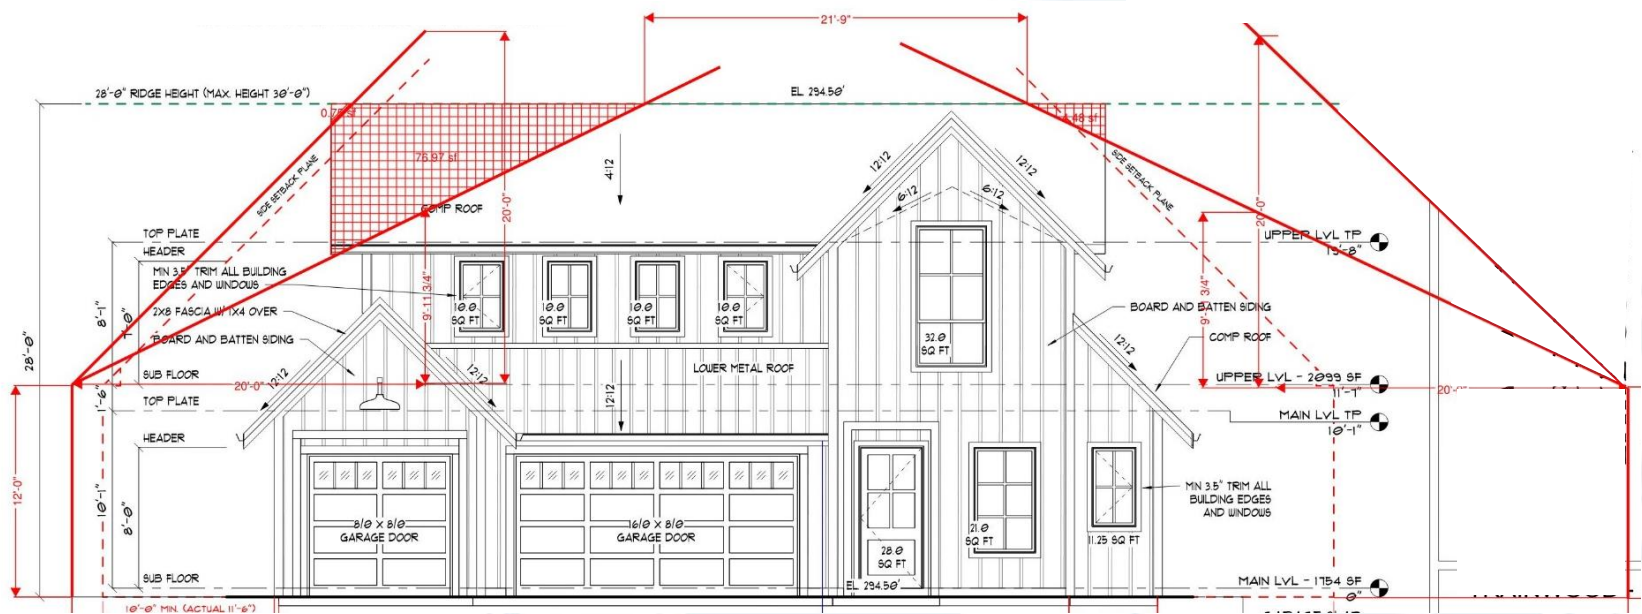 21'-9"
28'-0" RIDGE HEIGHT (MAX. HEIGHT 30'-0")
EL 294.50'
76.97 sf
SIDE SETBACK PLANE
4:12
COMP ROOF
20'-0"
12:12
12:12
6:12
6:12
SIDE SETBACK PLANE
20'-0"
TOP PLATE
HEADER
UPPER LVL TP
19'-8"
MIN 3.5" TRIM ALL BUILDING
EDGES AND WINDOWS
2X8 FASCIA W/ 1X4 OVER
BOARD AND BATTEN SIDING
8'-1"
28'-0"
9'-11 3/4"
10.0
SQ FT
10.0
SQ FT
10.0
SQ FT
10.0
SQ FT
32.0
SQ FT
BOARD AND BATTEN SIDING
12:12
COMP ROOF
LOWER METAL ROOF
SUB FLOOR
20'-0"
12:12
12:12
12:12
UPPER LVL - 2099 SF
11'-7"
1'-6"
TOP PLATE
MAIN LVL TP
10'-1"
HEADER
12'-0"
10'-1"
8'-0"
8/0 X 8/0
GARAGE DOOR
16/0 X 8/0
GARAGE DOOR
28.0
SQ FT
21.0
SQ FT
11.25 SQ FT
MIN 3.5" TRIM ALL
BUILDING EDGES
AND WINDOWS
SUB FLOOR
EL 294.50'
MAIN LVL - 1754 SF
0"
10'-0" MIN. (ACTUAL 11'-6")